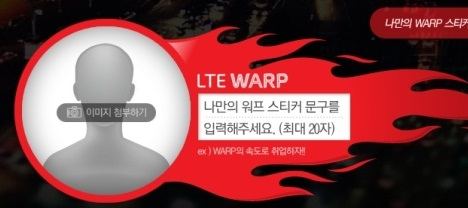 나만의 WARP 스티커
LTE WARP
나만의 워프 스티커 문구를
입력해주세요. (최대 20자)
이미지 첨부하기
ex ) WARP의 속도로 취업하자!!